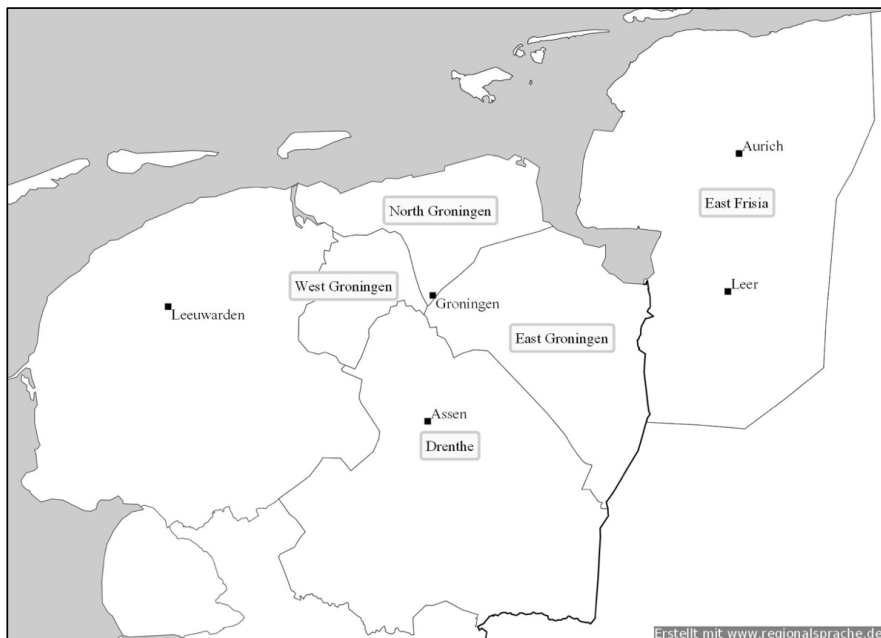 Aurich
East Frisia
North Groningen
West Groningen
Leer
Groningen
Leeuwarden
East Groningen
Assen
Drenthe
Erstellt mit www.regionalsprache.de